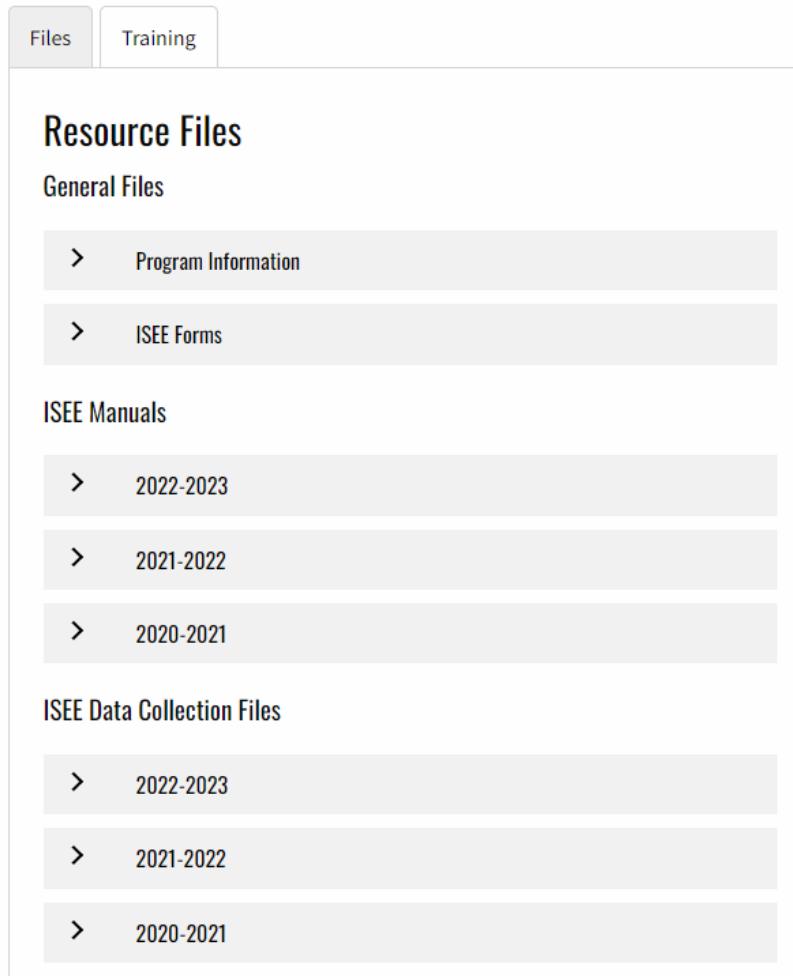 Files Training
Resource Files
General Files
Program Information
ISEE Forms
ISEE Manuals
2022-2023
2021-2022
2020-2021
ISEE Data Collection Files
2022-2023
2021-2022
2020-2021